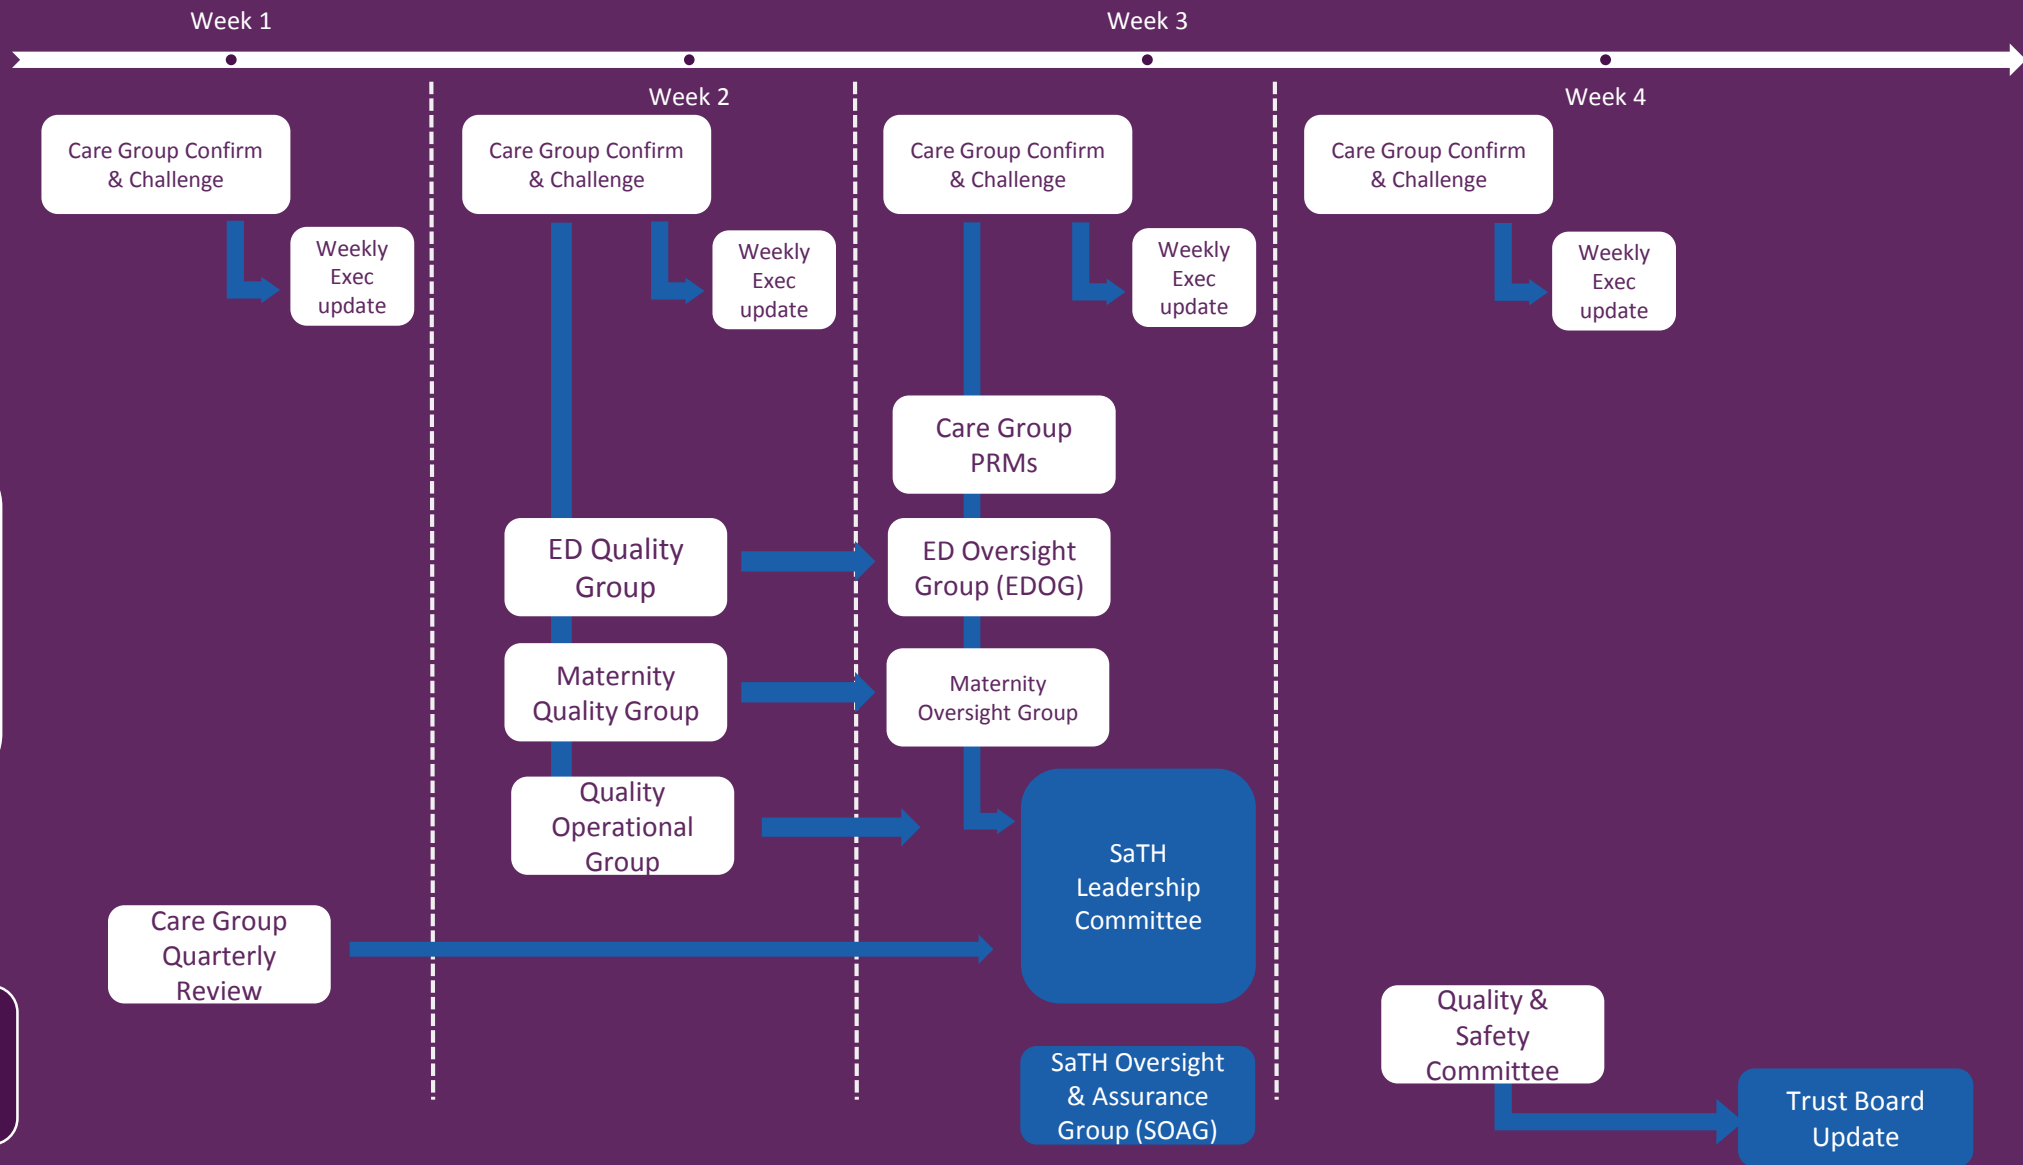 Week 1
Week 3
Week 2
Week 4
Care Group Confirm
& Challenge
Care Group Confirm
& Challenge
Care Group Confirm
& Challenge
Care Group Confirm
& Challenge
Weekly
Exec
update
Weekly
Exec
update
Weekly
Exec
update
Weekly
Exec
update
Care Group
PRMs
ED Quality
Group
ED Oversight
Group (EDOG)
Maternity
Quality Group
Maternity
Oversight Group
Quality
Operational
Group
SaTH
Leadership
Committee
Care Group
Quarterly
Review
Quality &
Safety
Committee
SaTH Oversight
& Assurance
Group (SOAG)
Trust Board
Update